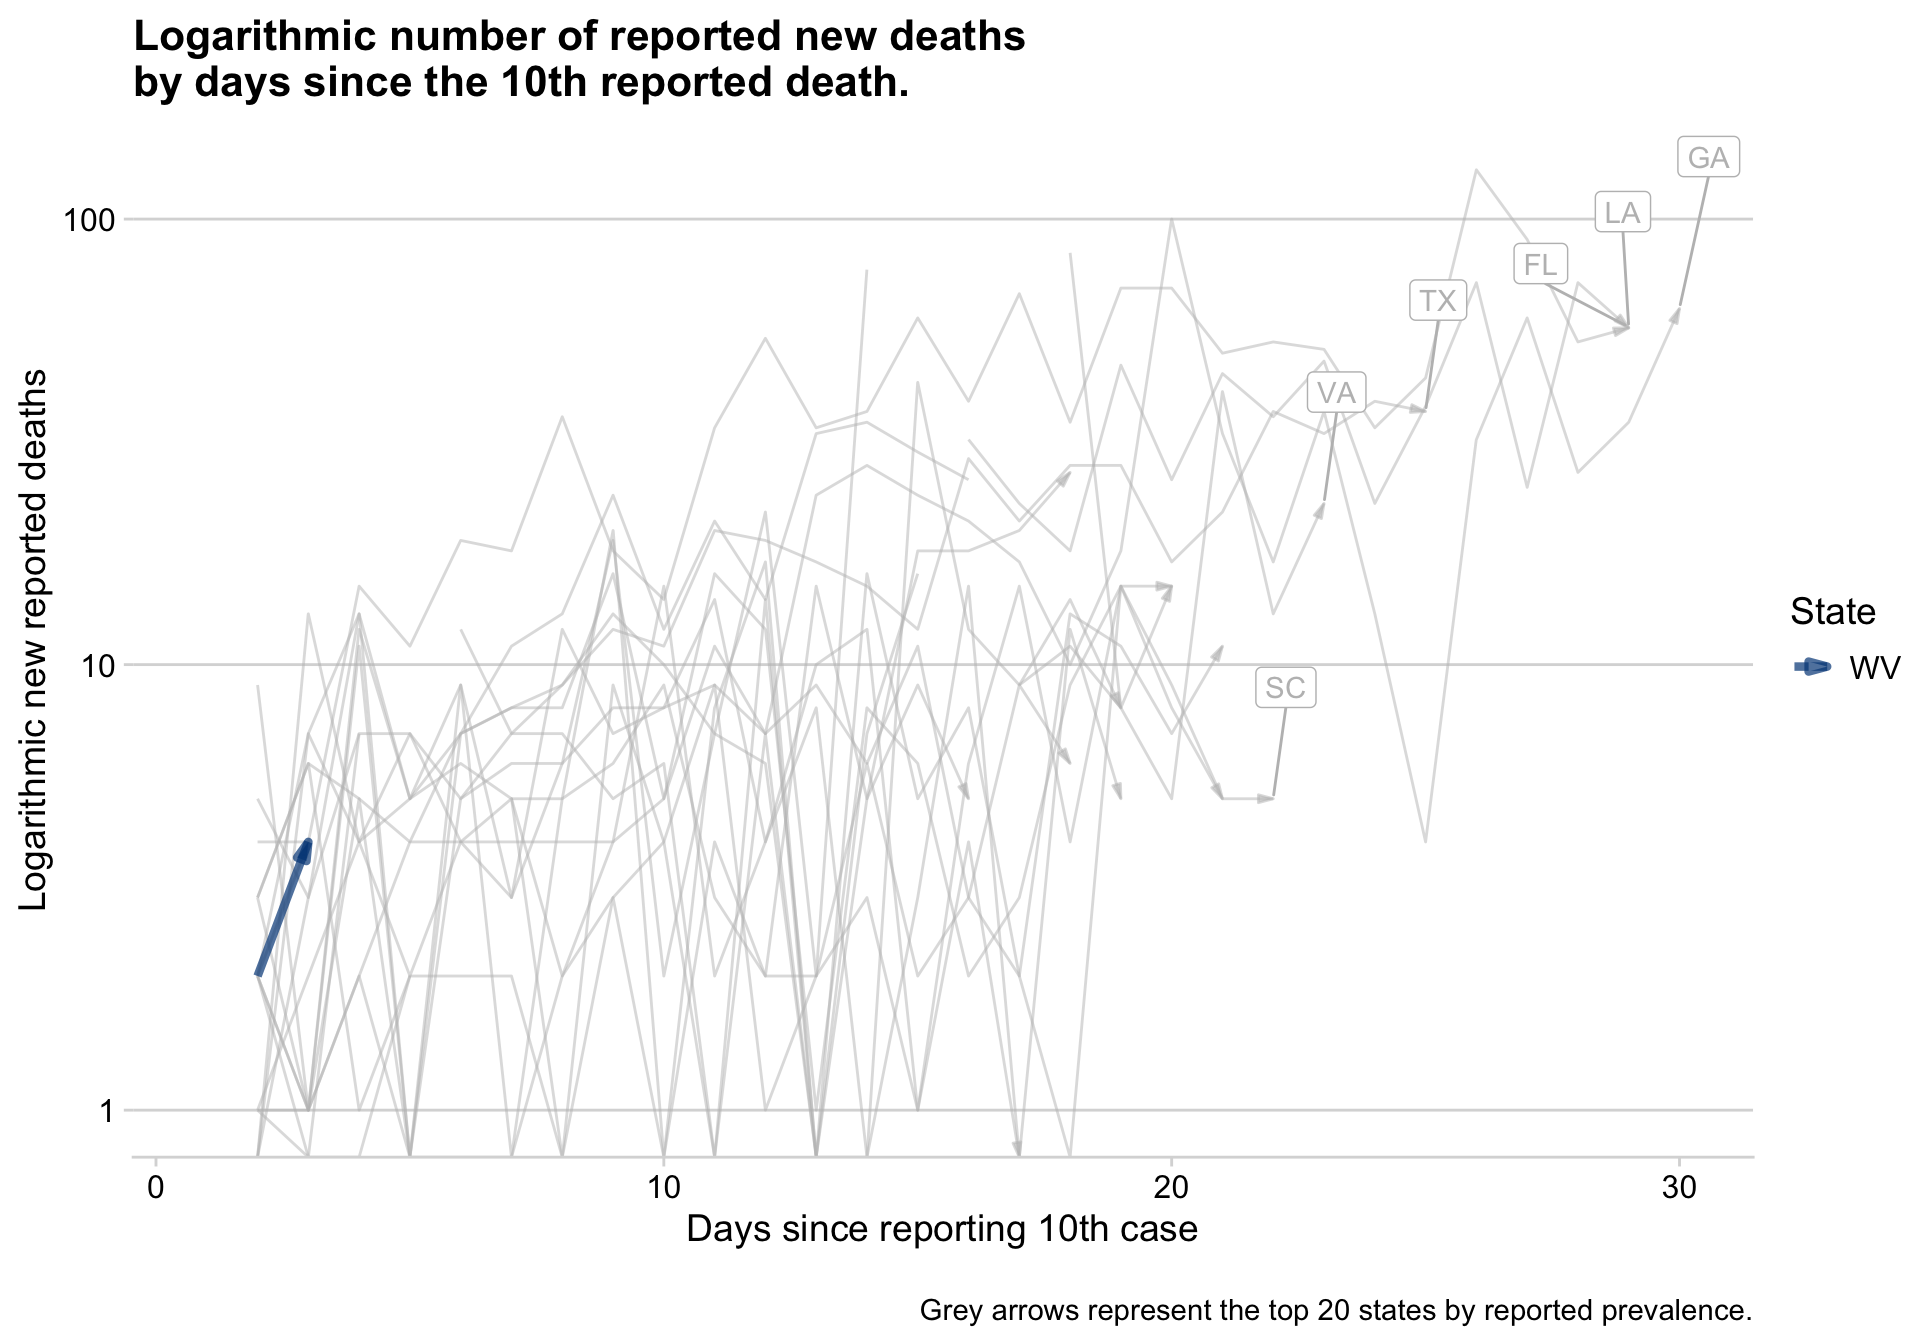 Logarithmic number of reported new deaths
by days since the 10th reported death.
GA
LA
100
FL
TX
VA
Logarithmic new reported deaths
State
10
WV
SC
1
0 10 20 30
Days since reporting 10th case
Grey arrows represent the top 20 states by reported prevalence.